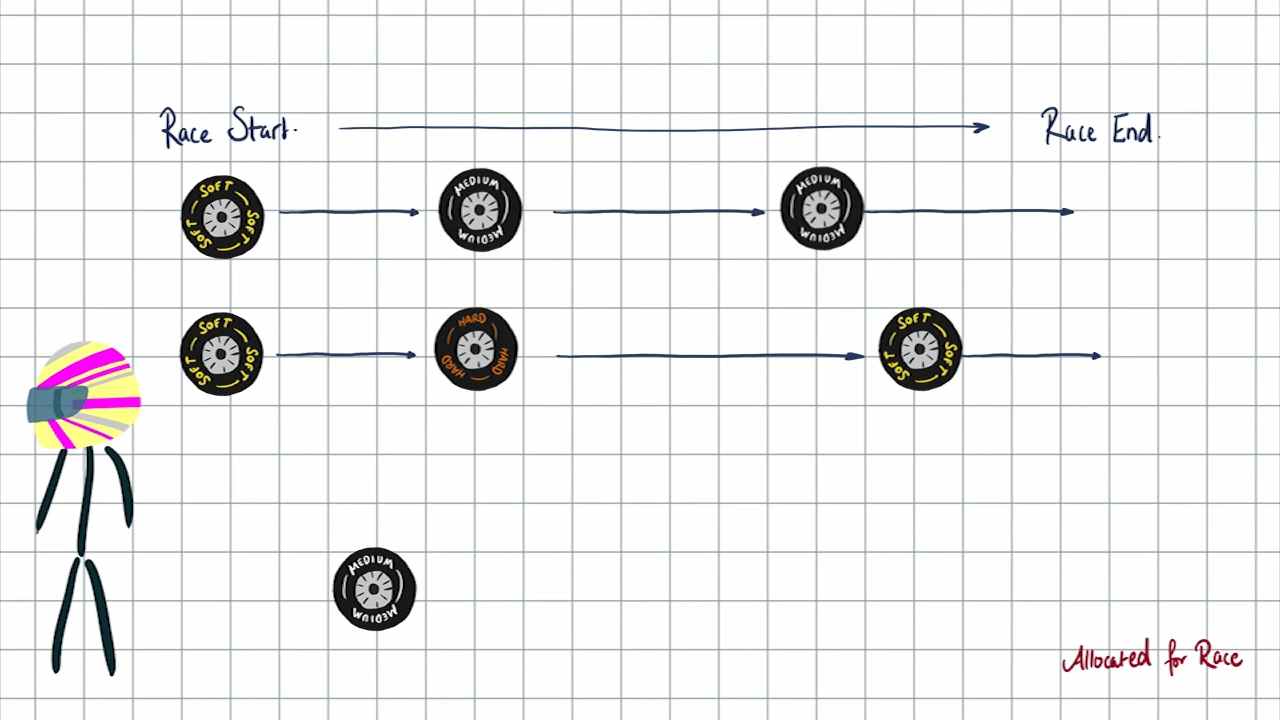 Race Start.
Race End.
SOFT SOFT SOFT
MEDIUM MEDIUM
MEDIUM MEDIUM
SOFT SOFT SOFT
HARD HARD HARD
SOFT SOFT SOFT
MEDIUM MEDIUM
Allocated for Race